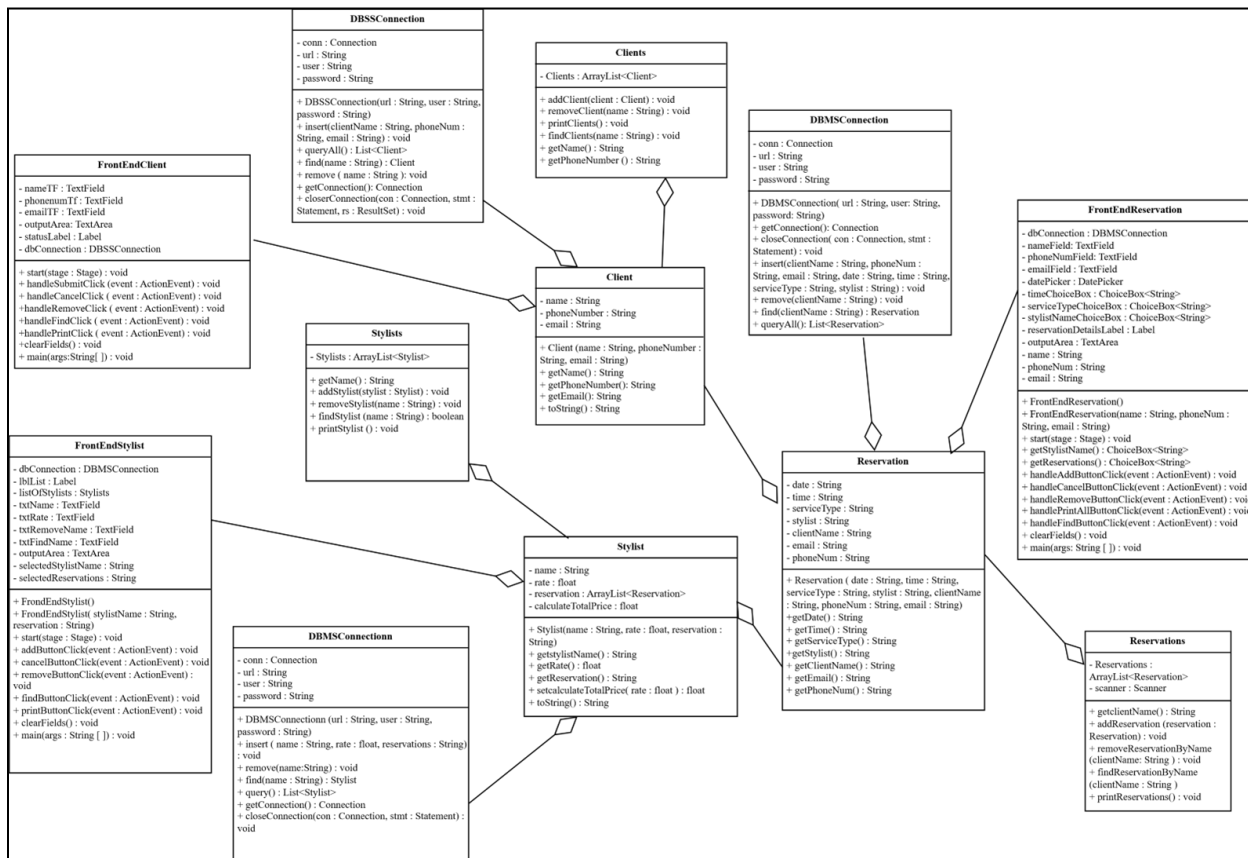 DBSSConnection
- conn : Connection
- url : String
- user : String
- password : String
+ DBSSConnection(url : String, user : String,
password : String)
+ insert(clientName : String, phoneNum :
String, email : String) : void
+ queryAll() : List<Client>
+ find(name : String) : Client
+ remove ( name : String ): void
+ getConnection(): Connection
+ closerConnection(con : Connection, stmt :
Statement, rs : ResultSet) : void
Clients
- Clients : ArrayList<Client>
+ addClient(client : Client) : void
+ removeClient(name : String) : void
+ printClients() : void
+ findClients(name : String) : void
+ getName() : String
+ getPhoneNumber () : String
DBMSConnection
- conn : Connection
- url : String
- user : String
- password : String
+ DBMSConnection( url : String, user: String,
password: String)
+ getConnection(): Connection
+ closeConnection( con : Connection, stmt :
Statement) : void
+ insert(clientName : String, phoneNum :
String, email : String, date : String, time : String,
serviceType : String, stylist : String) : void
+ remove(clientName : String) : void
+ find(clientName : String) : Reservation
+ queryAll(): List<Reservation>
FrontEndClient
- nameTF : TextField
- phonenumTf : TextField
- emailTF : TextField
- outputArea: TextArea
- statusLabel : Label
- dbConnection : DBSSConnection
+ start(stage : Stage) : void
+ handleSubmitClick (event : ActionEvent) : void
+ handleCancelClick ( event : ActionEvent) : void
+handleRemoveClick ( event : ActionEvent) : void
+handleFindClick ( event : ActionEvent) : void
+handlePrintClick ( event : ActionEvent) : void
+clearFields() : void
+ main(args:String[ ]) : void
FrontEndReservation
- dbConnection : DBMSConnection
- nameField: TextField
- phoneNumField: TextField
- emailField : TextField
- datePicker : DatePicker
- timeChoiceBox : ChoiceBox<String>
- serviceTypeChoiceBox : ChoiceBox<String>
- stylistNameChoiceBox : ChoiceBox<String>
- reservationDetailsLabel : Label
- outputArea : TextArea
- name : String
- phoneNum : String
- email : String
+ FrontEndReservation()
+ FrontEndReservation(name : String, phoneNum :
String, email : String)
+ start(stage : Stage) : void
+ getStylistName() : ChoiceBox<String>
+ getReservations() : ChoiceBox<String>
+ handleAddButtonClick(event : ActionEvent) : void
+ handleCancelButtonClick(event : ActionEvent) : void
+ handleRemoveButtonClick(event : ActionEvent) : void
+ handlePrintAllButtonClick(event : ActionEvent) : void
+ handleFindButtonClick(event : ActionEvent) : void
+ clearFields() : void
+ main(args: String [ ] ) : void
Client
- name : String
- phoneNumber : String
- email : String
+ Client (name : String, phoneNumber :
String, email : String)
+ getName() : String
+ getPhoneNumber(): String
+ getEmail(): String
+ toString() : String
Stylists
- Stylists : ArrayList<Stylist>
+ getName() : String
+ addStylist(stylist : Stylist) : void
+ removeStylist(name : String) : void
+ findStylist (name : String) : boolean
+ printStylist () : void
FrontEndStylist
- dbConnection : DBMSConnection
- lblList : Label
- listOfStylists : Stylists
- txtName : TextField
- txtRate : TextField
- txtRemoveName : TextField
- txtFindName : TextField
- outputArea : TextArea
- selectedStylistName : String
- selectedReservations : String
+ FrondEndStylist()
+ FrondEndStylist( stylistName : String,
reservation : String)
+ start(stage : Stage) : void
+ addButtonClick(event : ActionEvent) : void
+ cancelButtonClick(event : ActionEvent) : void
+ removeButtonClick(event : ActionEvent) :
void
+ findButtonClick(event : ActionEvent) : void
+ printButtonClick(event : ActionEvent) : void
+ clearFields() : void
+ main(args : String [ ]) : void
Reservation
- date : String
- time : String
- serviceType : String
- stylist : String
- clientName : String
- email : String
- phoneNum : String
+ Reservation ( date : String, time : String,
serviceType : String, stylist : String, clientName
: String, phoneNum : String, email : String)
+getDate() : String
+ getTime() : String
+ getServiceType() : String
+getStylist() : String
+ getClientName() : String
+ getEmail() : String
+ getPhoneNum() : String
Stylist
- name : String
- rate : float
- reservation : ArrayList<Reservation>
- calculateTotalPrice : float
+ Stylist(name : String, rate : float, reservation :
String)
+ getstylistName() : String
+ getRate() : float
+ getReservation() : String
+ setcalculateTotalPrice( rate : float ) : float
+ toString() : String
DBMSConnectionn
- conn : Connection
- url : String
- user : String
- password : String
+ DBMSConnectionn (url : String, user : String,
password : String)
+ insert ( name : String, rate : float, reservations : String)
: void
+ remove(name:String) : void
+ find(name : String) : Stylist
+ query() : List<Stylist>
+ getConnection() : Connection
+ closeConnection(con : Connection, stmt : Statement) :
void
Reservations
- Reservations :
ArrayList<Reservation>
- scanner : Scanner
+ getclientName() : String
+ addReservation (reservation :
Reservation) : void
+ removeReservationByName
(clientName: String ) : void
+ findReservationByName
(clientName : String )
+ printReservations() : void